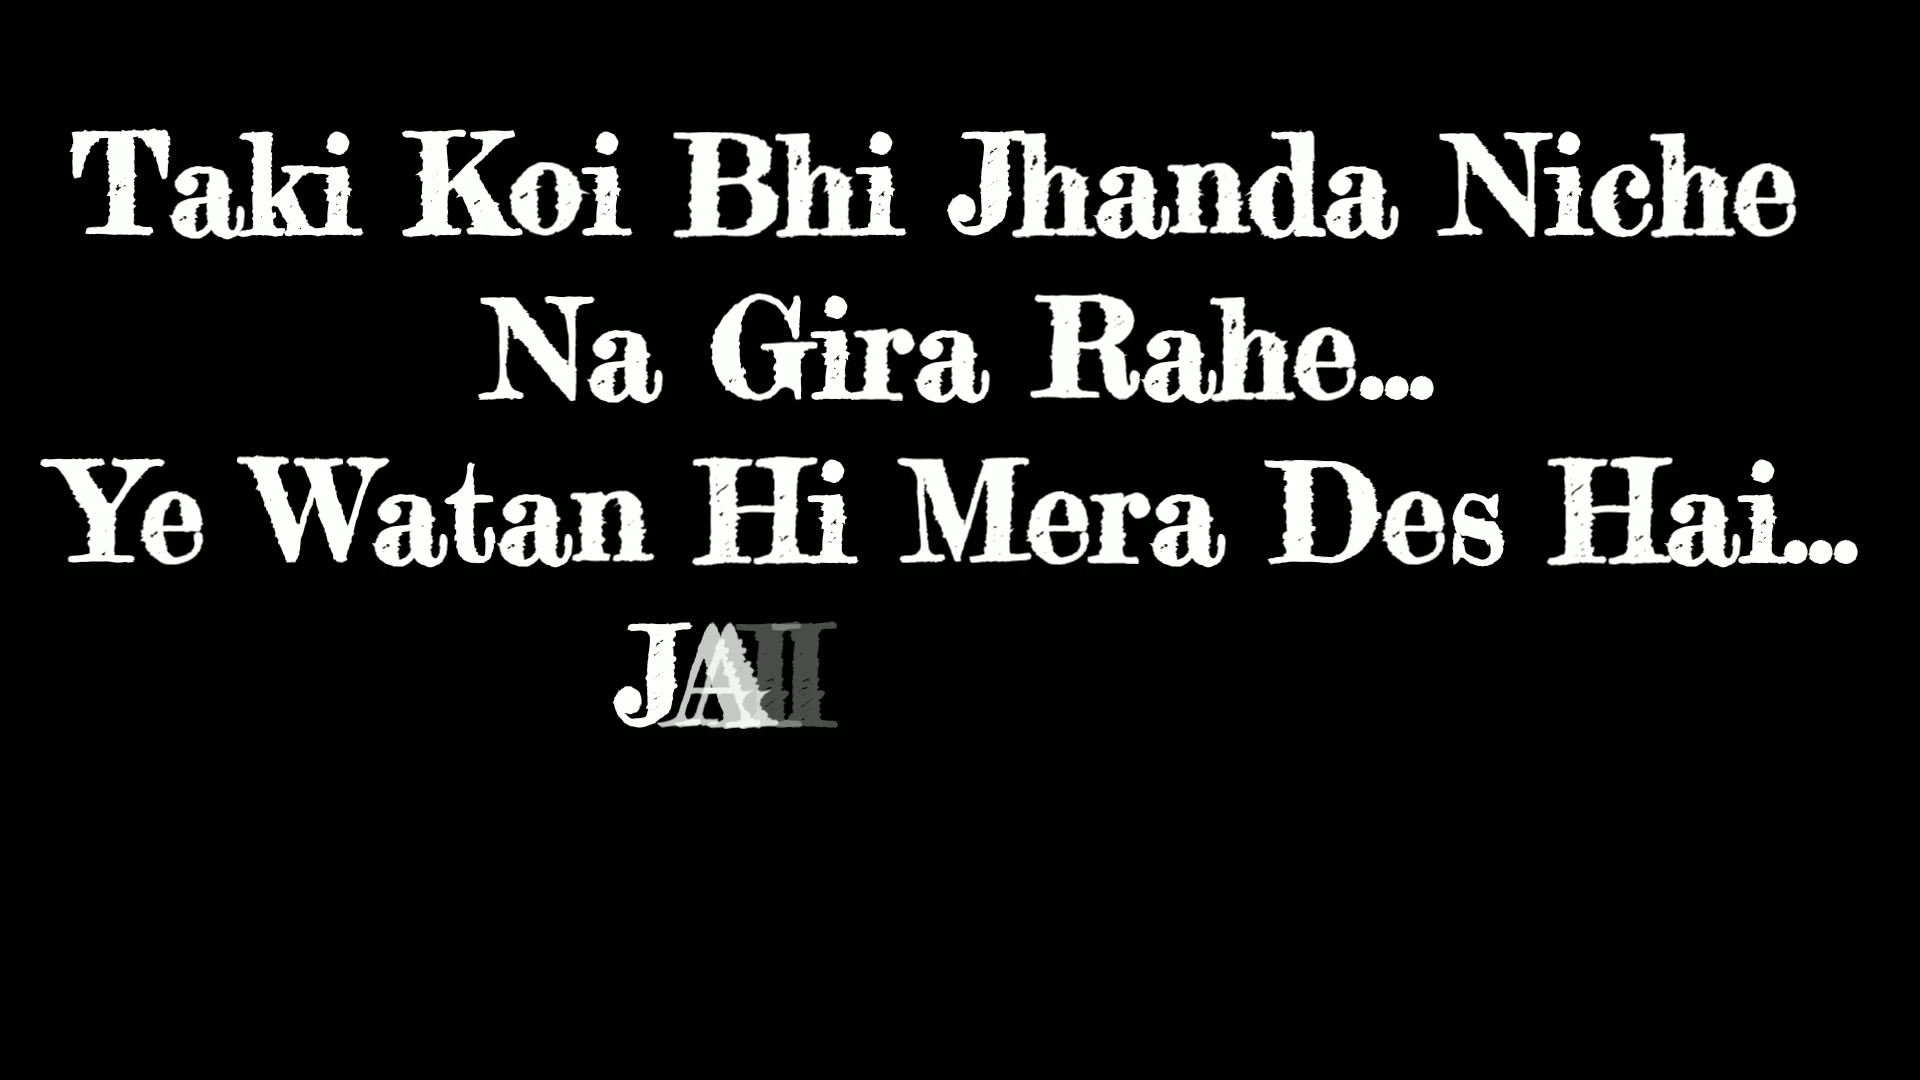 Taki Koi Bhi Jhanda Niche
Na Gira Rahe...
Ye Watan Hi Mera Des Hai...
JAI